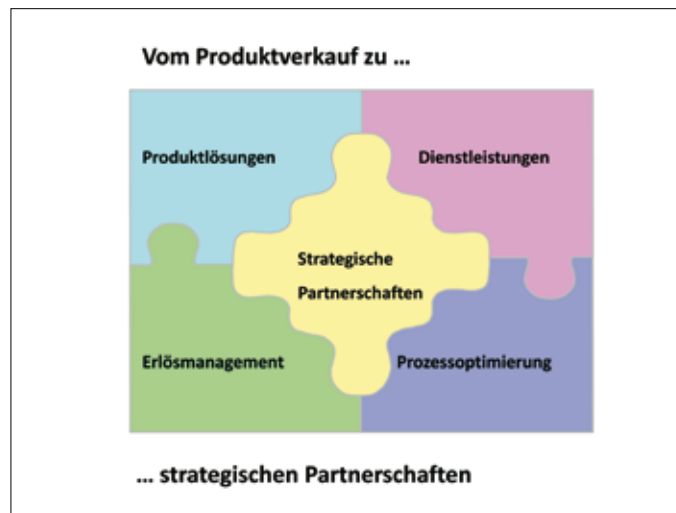 Vom Produktverkauf zu ...
Produktlösungen
Dienstleistungen
Strategische
Partnerschaften
Erlösmanagement
Prozessoptimierung
... strategischen Partnerschaften